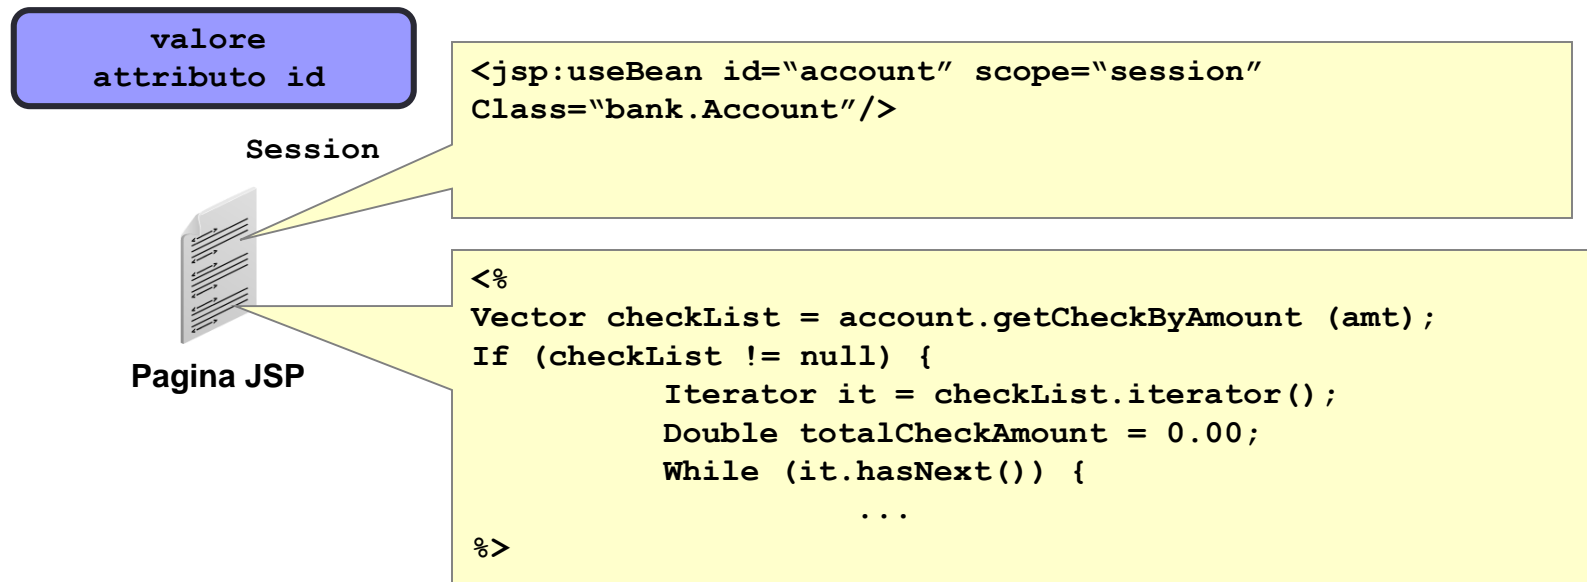 valore
attributo id
<jsp:useBean id=“account” scope=“session”
Class=“bank.Account”/>
Session
Pagina JSP
<%
Vector checkList = account.getCheckByAmount (amt);
If (checkList != null) {
Iterator it = checkList.iterator();
Double totalCheckAmount = 0.00;
While (it.hasNext()) {
...
%>